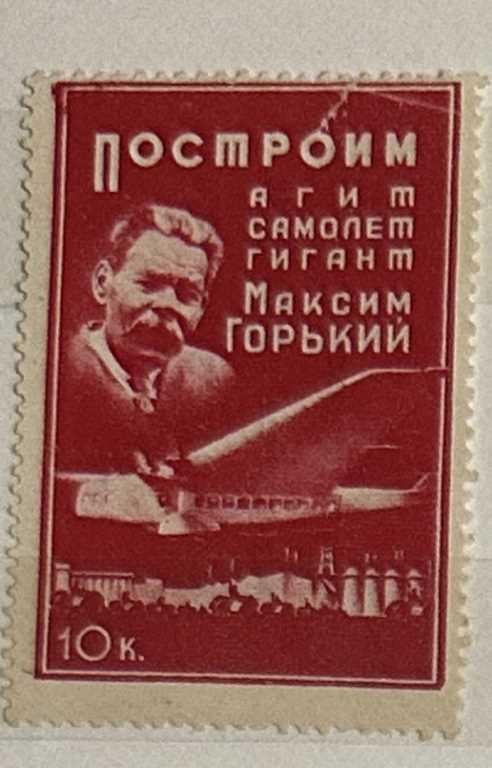 ПОСТРОИМ
АГИТ
САМОЛЕТ
ГИГАНТ
МАКСИМ
ГОРЬКИЙ
10 к.